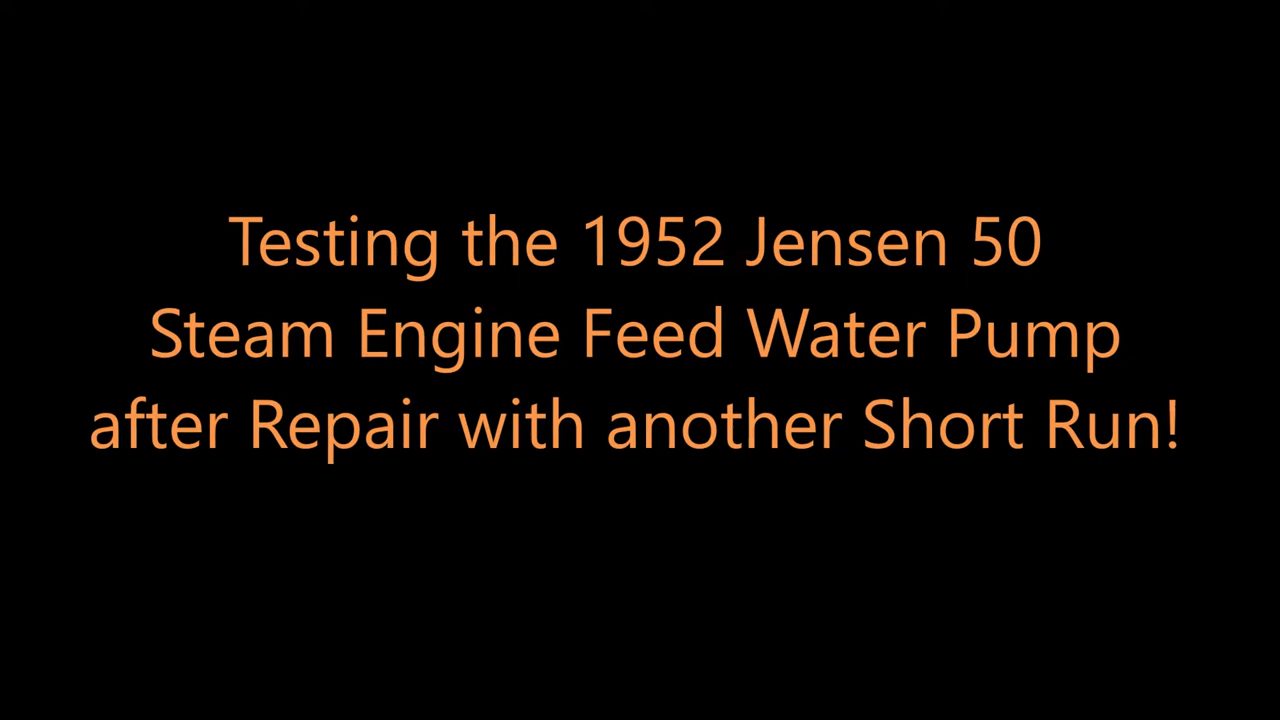 Testing the 1952 Jensen 50
Steam Engine Feed Water Pump
after Repair with another Short Run!